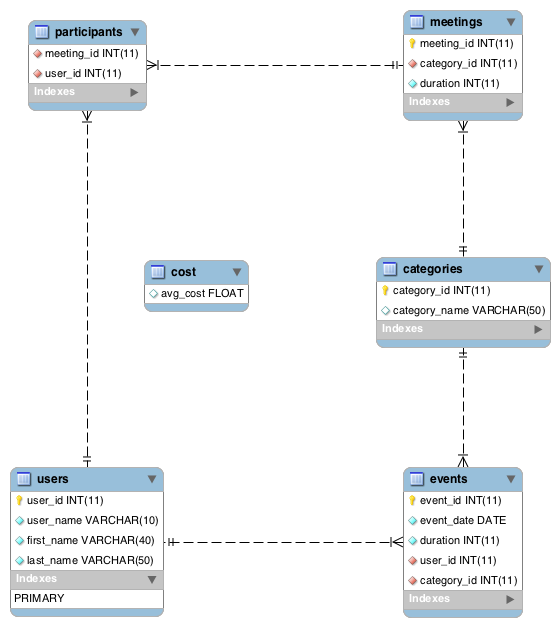 participants
meeting_id INT(11)
user_id INT(11)
Indexes
meetings
meeting_id INT(11)
category_id INT(11)
duration INT(11)
Indexes
cost
avg_cost FLOAT
categories
category_id INT(11)
category_name VARCHAR(50)
Indexes
users
user_id INT(11)
user_name VARCHAR(10)
first_name VARCHAR(40)
last_name VARCHAR(50)
Indexes
PRIMARY
events
event_id INT(11)
event_date DATE
duration INT(11)
user_id INT(11)
category_id INT(11)
Indexes